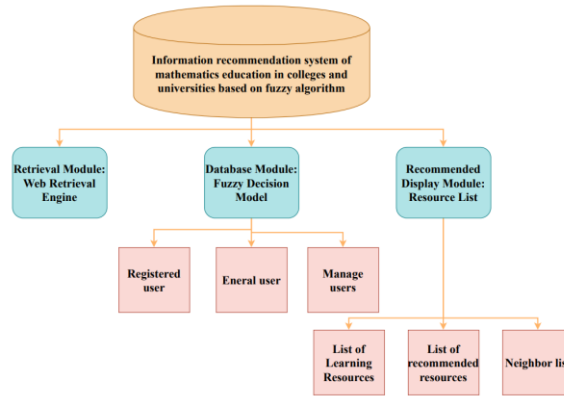 Information recommendation system of
mathematics education in colleges and
universities based on fuzzy algorithm
Retrieval Module:
Web Retrieval
Engine
Database Module:
Fuzzy Decision
Model
Recommended
Display Module:
Resource List
Registered
user
Eneral user
Manage
users
List of
Learning
Resources
List of
recommended
resources
Neighbor lis